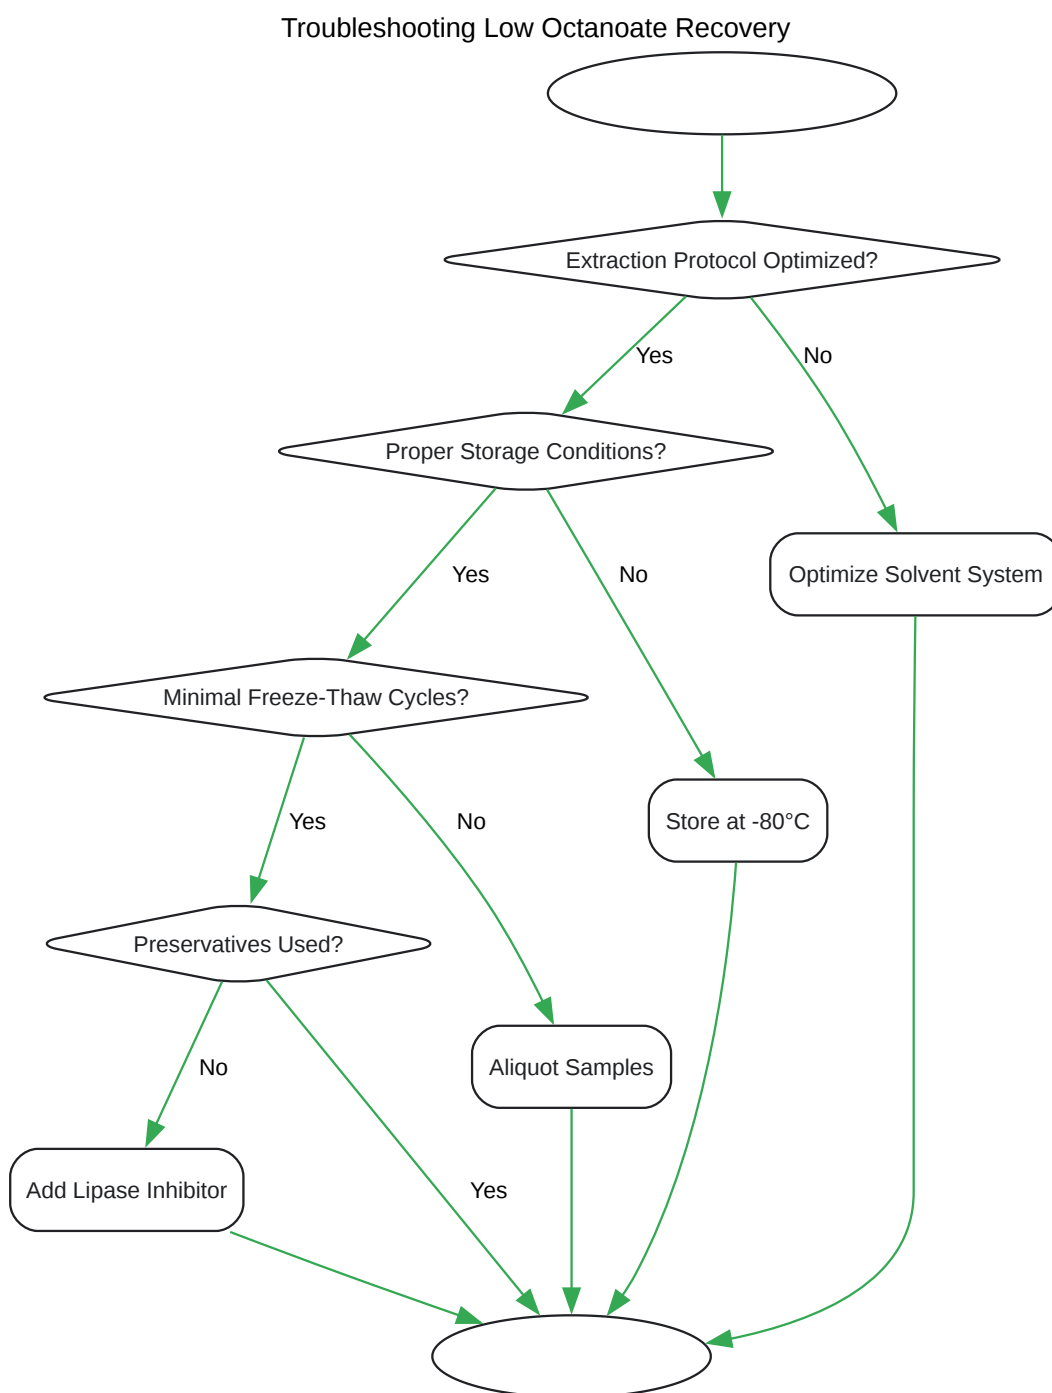 Troubleshooting Low Octanoate Recovery
Extraction Protocol Optimized?
Yes
No
Proper Storage Conditions?
Yes
No
Optimize Solvent System
Minimal Freeze-Thaw Cycles?
Yes
No
Store at -80°C
Preservatives Used?
No
Aliquot Samples
Add Lipase Inhibitor
Yes